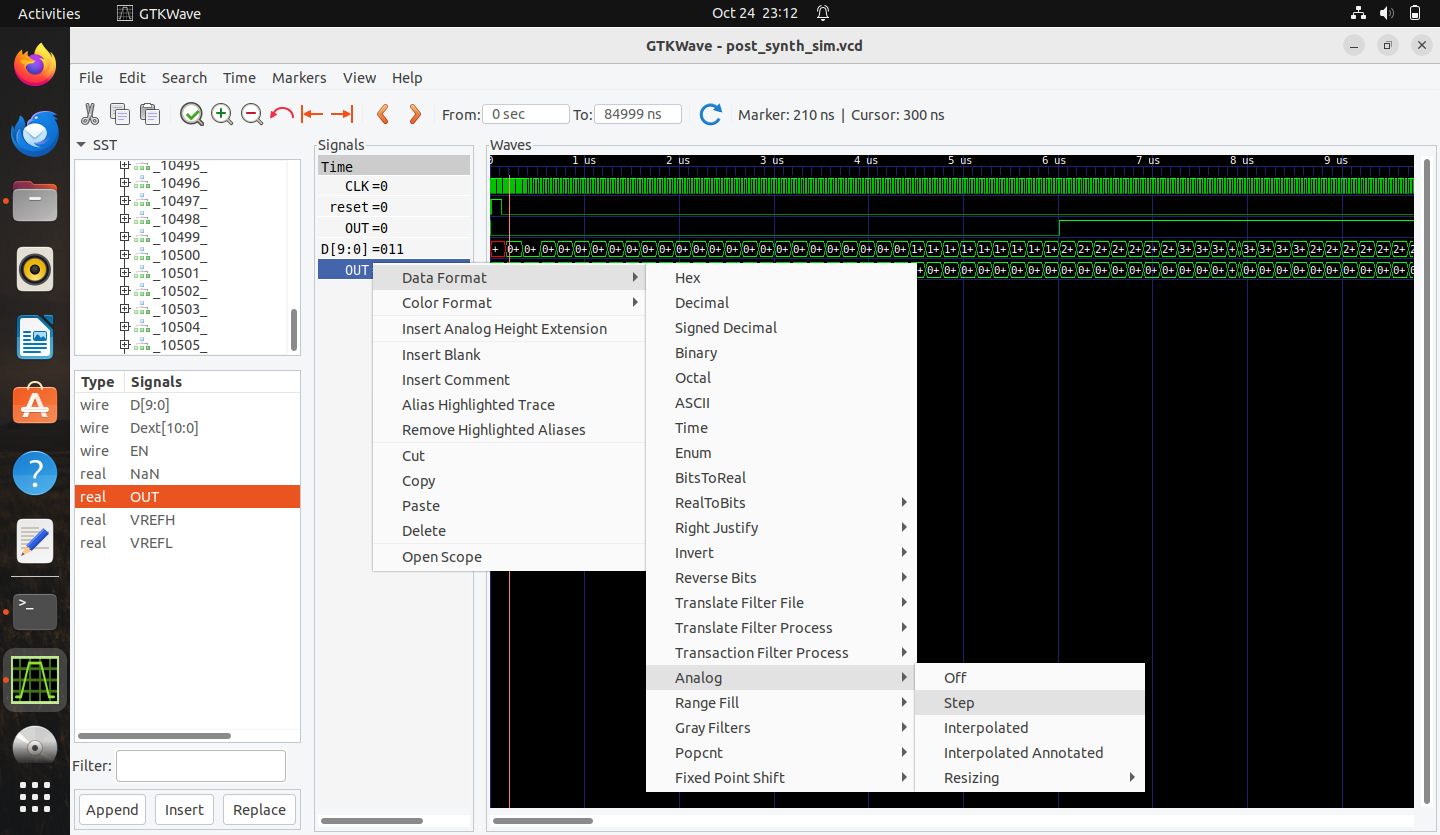 Activities GTKWave Oct 24 23:12
GTKWave - post_synth_sim.vcd
File Edit Search Time Markers View Help
From: 0 sec To: 84999 ns Marker: 210 ns | Cursor: 300 ns
SST
_10495_
_10496_
_10497_
_10498_
_10499_
_10500_
_10501_
_10502_
_10503_
_10504_
_10505_
Type Signals
wire D[9:0]
wire Dext[10:0]
wire EN
real NaN
real OUT
real VREFH
real VREFL
Filter:
Append Insert Replace
Signals
Time
CLK =0
reset =0
OUT =0
D[9:0] =011
OUT
Waves
0 1 us 2 us 3 us 4 us 5 us 6 us 7 us 8 us 9 us
Data Format
Color Format
Insert Analog Height Extension
Insert Blank
Insert Comment
Alias Highlighted Trace
Remove Highlighted Aliases
Cut
Copy
Paste
Delete
Open Scope
Hex
Decimal
Signed Decimal
Binary
Octal
ASCII
Time
Enum
BitsToReal
RealToBits
Right Justify
Invert
Reverse Bits
Translate Filter File
Translate Filter Process
Transaction Filter Process
Analog
Range Fill
Gray Filters
Popcnt
Fixed Point Shift
Off
Step
Interpolated
Interpolated Annotated
Resizing